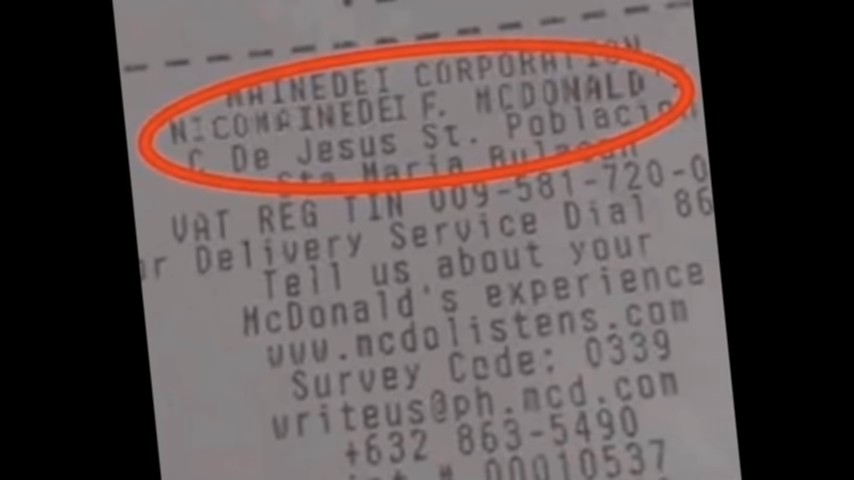 MAINEDEI CORPORATION
NICOMAINEDEI F. MCDONALD
C De Jesus St. Poblacion
Sta Maria Bulacan
VAT REG TIN 009-581-720-0
or Delivery Service Dial 86
Tell us about your
McDonald's experience
www.mcdolistens.com
Survey Code: 0339
writeus@ph.mcd.com
+632 863-5490
00010537